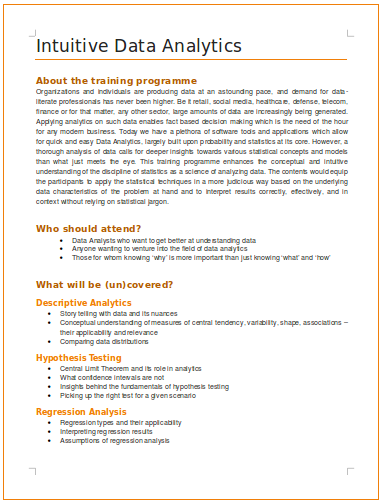 Intuitive Data Analytics
About the training programme
Organizations and individuals are producing data at an astounding pace, and demand for data-
literate professionals has never been higher. Be it retail, social media, healthcare, defense, telecom,
finance or for that matter, any other sector, large amounts of data are increasingly being generated.
Applying analytics on such data enables fact based decision making which is the need of the hour
for any modern business. Today we have a plethora of software tools and applications which allow
for quick and easy Data Analytics, largely built upon probability and statistics at its core. However, a
thorough analysis of data calls for deeper insights towards various statistical concepts and models
than what just meets the eye. This training programme enhances the conceptual and intuitive
understanding of the discipline of statistics as a science of analyzing data. The contents would equip
the participants to apply the statistical techniques in a more judicious way based on the underlying
data characteristics of the problem at hand and to interpret results correctly, effectively, and in
context without relying on statistical jargon.
Who should attend?
• Data Analysts who want to get better at understanding data
• Anyone wanting to venture into the field of data analytics
• Those for whom knowing ‘why’ is more important than just knowing ‘what’ and ‘how’
What will be (un)covered?
Descriptive Analytics
• Story telling with data and its nuances
• Conceptual understanding of measures of central tendency, variability, shape, associations –
their applicability and relevance
• Comparing data distributions
Hypothesis Testing
• Central Limit Theorem and its role in analytics
• What confidence intervals are not
• Insights behind the fundamentals of hypothesis testing
• Picking up the right test for a given scenario
Regression Analysis
• Regression types and their applicability
• Interpreting regression results
• Assumptions of regression analysis